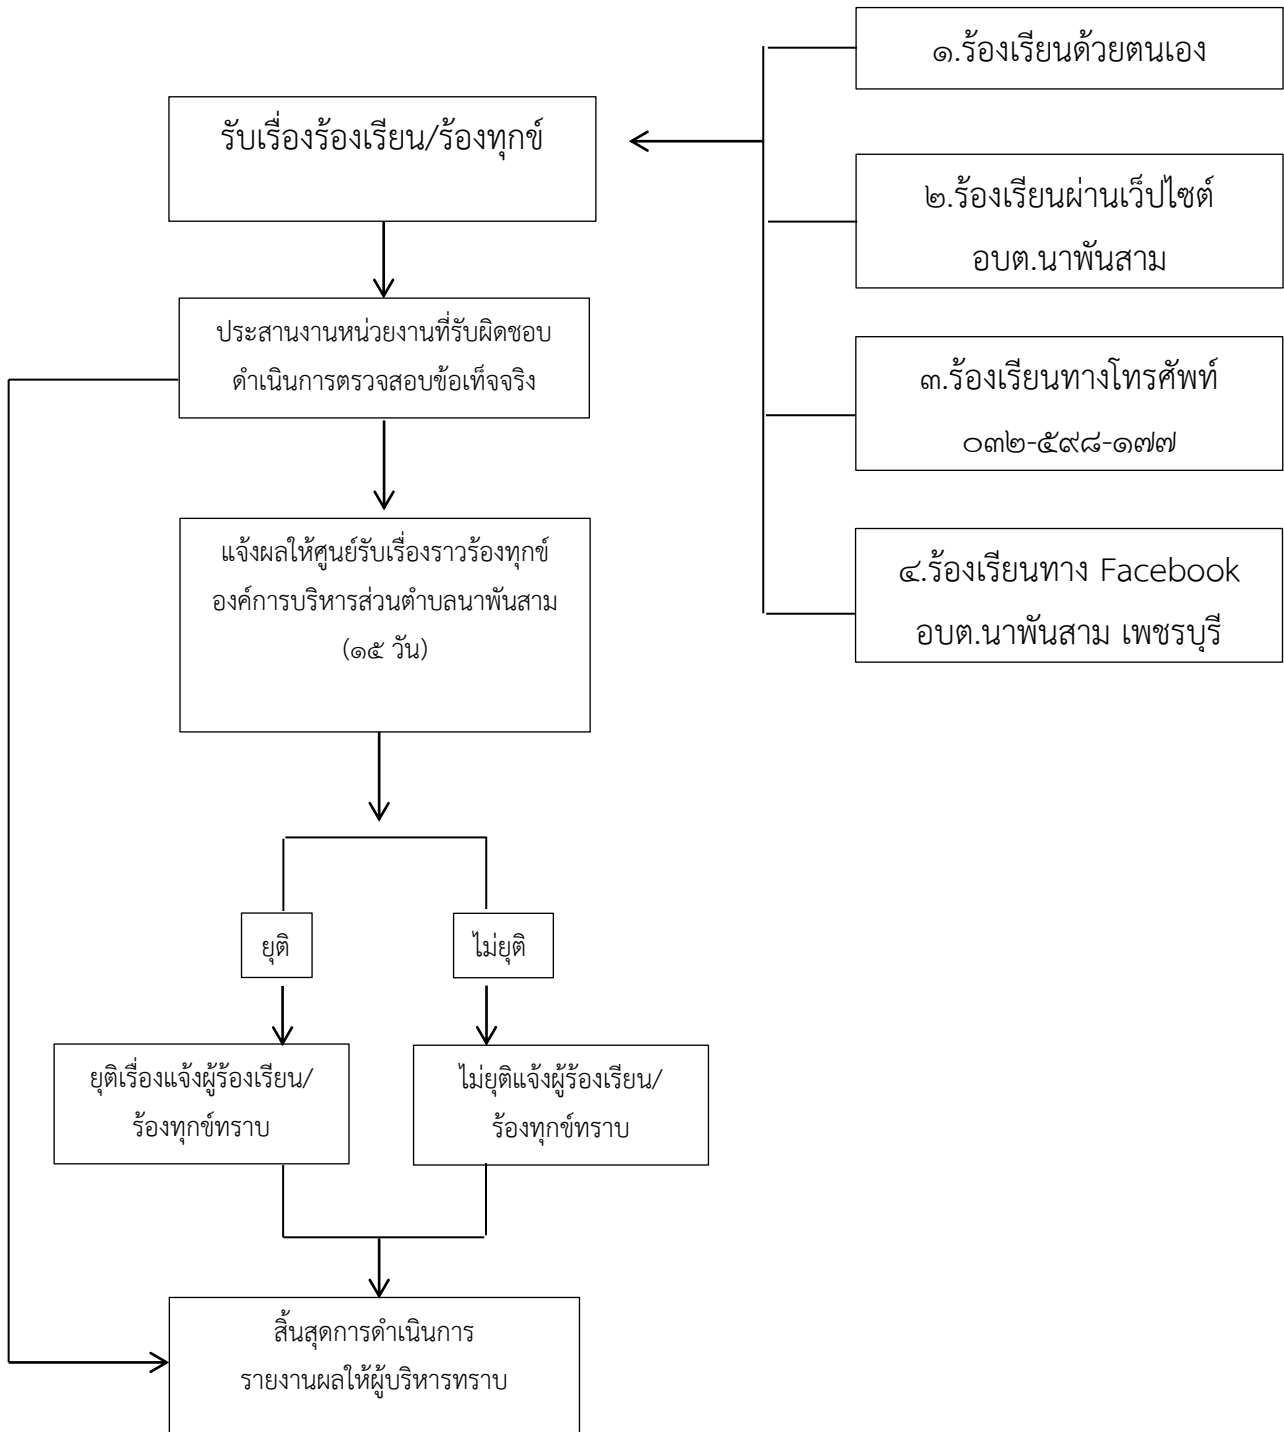 ๑.ร้องเรียนด้วยตนเอง
รับเรื่องร้องเรียน/ร้องทุกข์
๒.ร้องเรียนผ่านเว็ปไซต์
อบต.นาพันสาม
ประสานงานหน่วยงานที่รับผิดชอบ
ดำเนินการตรวจสอบข้อเท็จจริง
๓.ร้องเรียนทางโทรศัพท์
๐๓๒-๕๙๘-๑๗๗
แจ้งผลให้ศูนย์รับเรื่องราวร้องทุกข์
องค์การบริหารส่วนตำบลนาพันสาม
(๑๕ วัน)
๔.ร้องเรียนทาง Facebook
อบต.นาพันสาม เพชรบุรี
ยุติ
ไม่ยุติ
ยุติเรื่องแจ้งผู้ร้องเรียน/
ร้องทุกข์ทราบ
ไม่ยุติแจ้งผู้ร้องเรียน/
ร้องทุกข์ทราบ
สิ้นสุดการดำเนินการ
รายงานผลให้ผู้บริหารทราบ